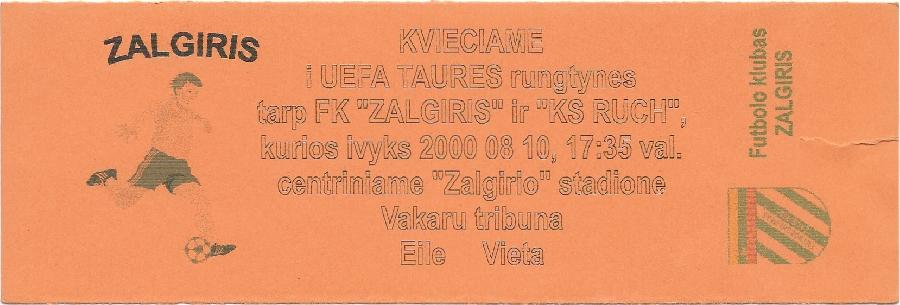 ZALGIRIS
KVIECIAME
i UEFA TAURES rungtynes
tarp FK "ZALGIRIS" ir "KS RUCH",
kurios ivyks 2000 08 10, 17:35 val.
centriniame "Zalgirio" stadione
Vakaru tribuna
Eile Vieta
Futbolo klubas
ZALGIRIS